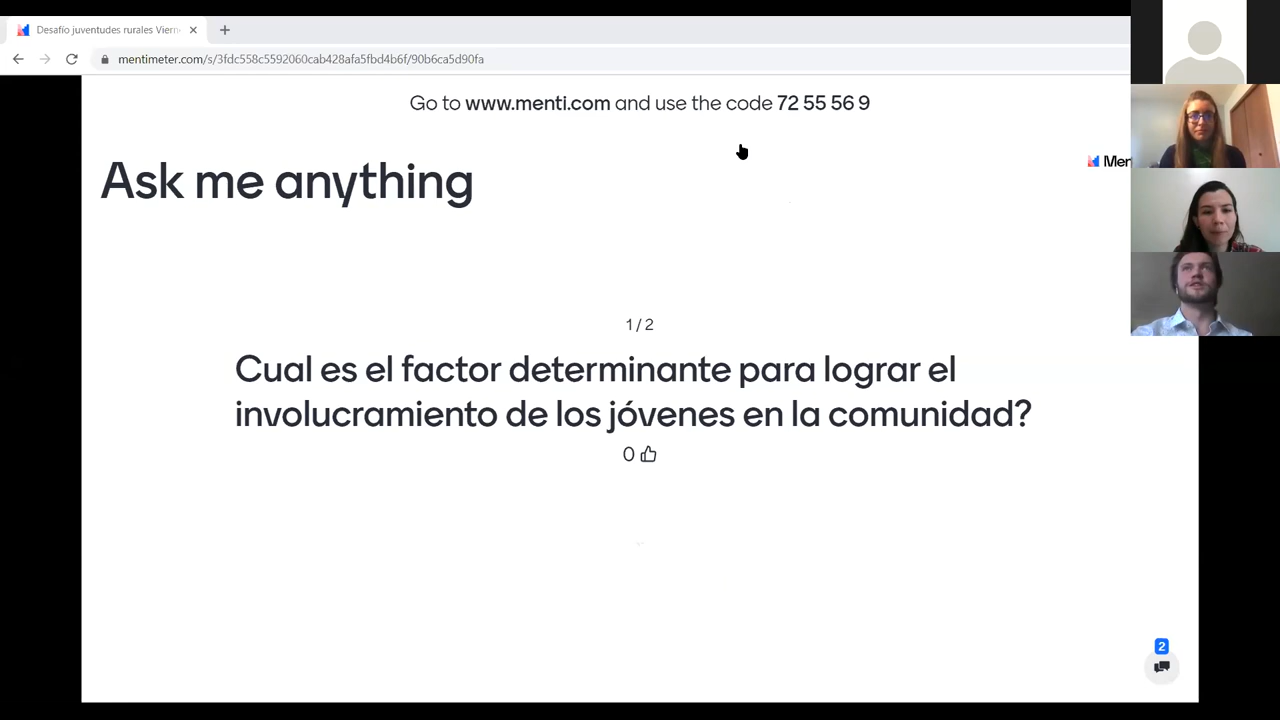 Desafío juventudes rurales Viern
mentimeter.com/s/3fdc558c5592060cab428afa5fbd4b6f/90b6ca5d90fa
Go to www.menti.com and use the code 72 55 56 9
Men
Ask me anything
1 / 2
Cual es el factor determinante para lograr el
involucramiento de los jóvenes en la comunidad?
0
2